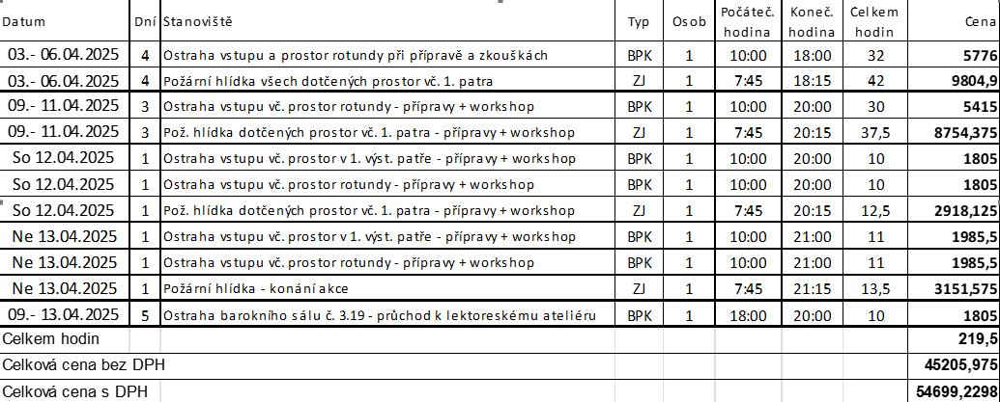 Datum Dní Stanoviště Typ Osob Počáteč. hodina Koneč. hodina Celkem hodin Cena
03.- 06.04.2025 4 Ostraha vstupu a prostor rotundy při přípravě a zkouškách BPK 1 10:00 18:00 32 5776
03.- 06.04.2025 4 Požární hlídka všech dotčených prostor vč. 1. patra ZJ 1 7:45 18:15 42 9804,9
09.- 11.04.2025 3 Ostraha vstupu vč. prostor rotundy - přípravy + workshop BPK 1 10:00 20:00 30 5415
09.- 11.04.2025 3 Pož. hlídka dotčených prostor vč. 1. patra - přípravy + workshop ZJ 1 7:45 20:15 37,5 8754,375
So 12.04.2025 1 Ostraha vstupu vč. prostor v 1. výst. patře - přípravy + workshop BPK 1 10:00 20:00 10 1805
So 12.04.2025 1 Ostraha vstupu vč. prostor rotundy - přípravy + workshop BPK 1 10:00 20:00 10 1805
So 12.04.2025 1 Pož. hlídka dotčených prostor vč. 1. patra - přípravy + workshop ZJ 1 7:45 20:15 12,5 2918,125
Ne 13.04.2025 1 Ostraha vstupu vč. prostor v 1. výst. patře - přípravy + workshop BPK 1 10:00 21:00 11 1985,5
Ne 13.04.2025 1 Ostraha vstupu vč. prostor rotundy - přípravy + workshop BPK 1 10:00 21:00 11 1985,5
Ne 13.04.2025 1 Požární hlídka - konání akce ZJ 1 7:45 21:15 13,5 3151,575
09.- 13.04.2025 5 Ostraha barokního sálu č. 3.19 - průchod k lektoreskému ateliéru BPK 1 18:00 20:00 10 1805
Celkem hodin 219,5
Celková cena bez DPH 45205,975
Celková cena s DPH 54699,2298